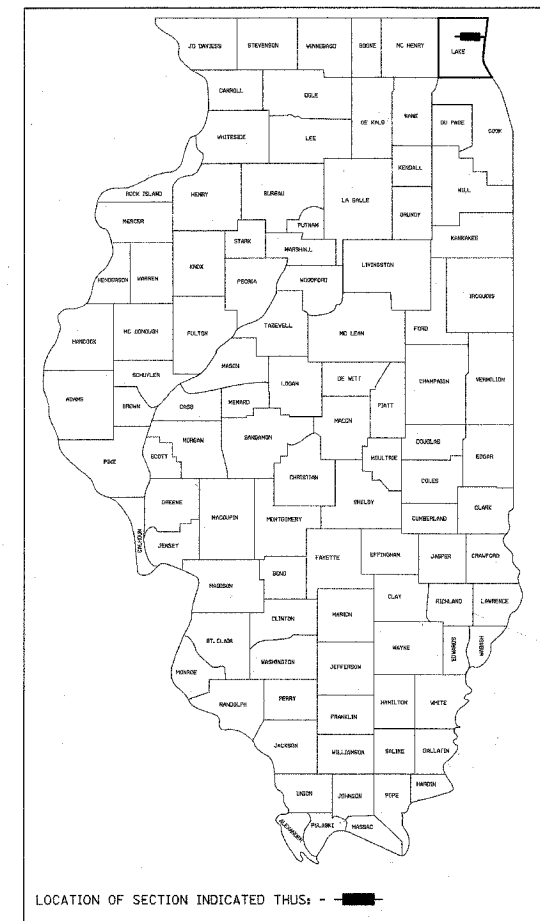 JO DAVIESS STEVENSON WINNEBAGO BOONE MC HENRY LAKE
CARROLL OGLE
DE KALB KANE DU PAGE COOK
WHITESIDE LEE
KENDALL
ROCK ISLAND HENRY BUREAU LA SALLE WILL
MERCER PUTNAM GRUNDY
STARK MARSHALL KANKAKEE
HENDERSON WARREN KNOX PEORIA WOODFORD LIVINGSTON
IROQUOIS
HANCOCK MC DONOUGH FULTON TAZEWELL MC LEAN FORD
SCHUYLER MASON
ADAMS BROWN CASS MENARD LOGAN DE WITT PIATT CHAMPAIGN VERMILION
MACON
PIKE SCOTT MORGAN SANGAMON MOULTRIE DOUGLAS EDGAR
CHRISTIAN COLES
GREENE MACOUPIN MONTGOMERY SHELBY CUMBERLAND CLARK
CALHOUN JERSEY
FAYETTE EFFINGHAM JASPER CRAWFORD
MADISON BOND
CLAY RICHLAND LAWRENCE
CLINTON MARION
ST. CLAIR WAYNE EDWARDS WABASH
WASHINGTON JEFFERSON
MONROE
RANDOLPH PERRY HAMILTON WHITE
FRANKLIN
JACKSON WILLIAMSON SALINE GALLATIN
HARDIN
UNION JOHNSON POPE
ALEXANDER PULASKI MASSAC
LOCATION OF SECTION INDICATED THUS: -